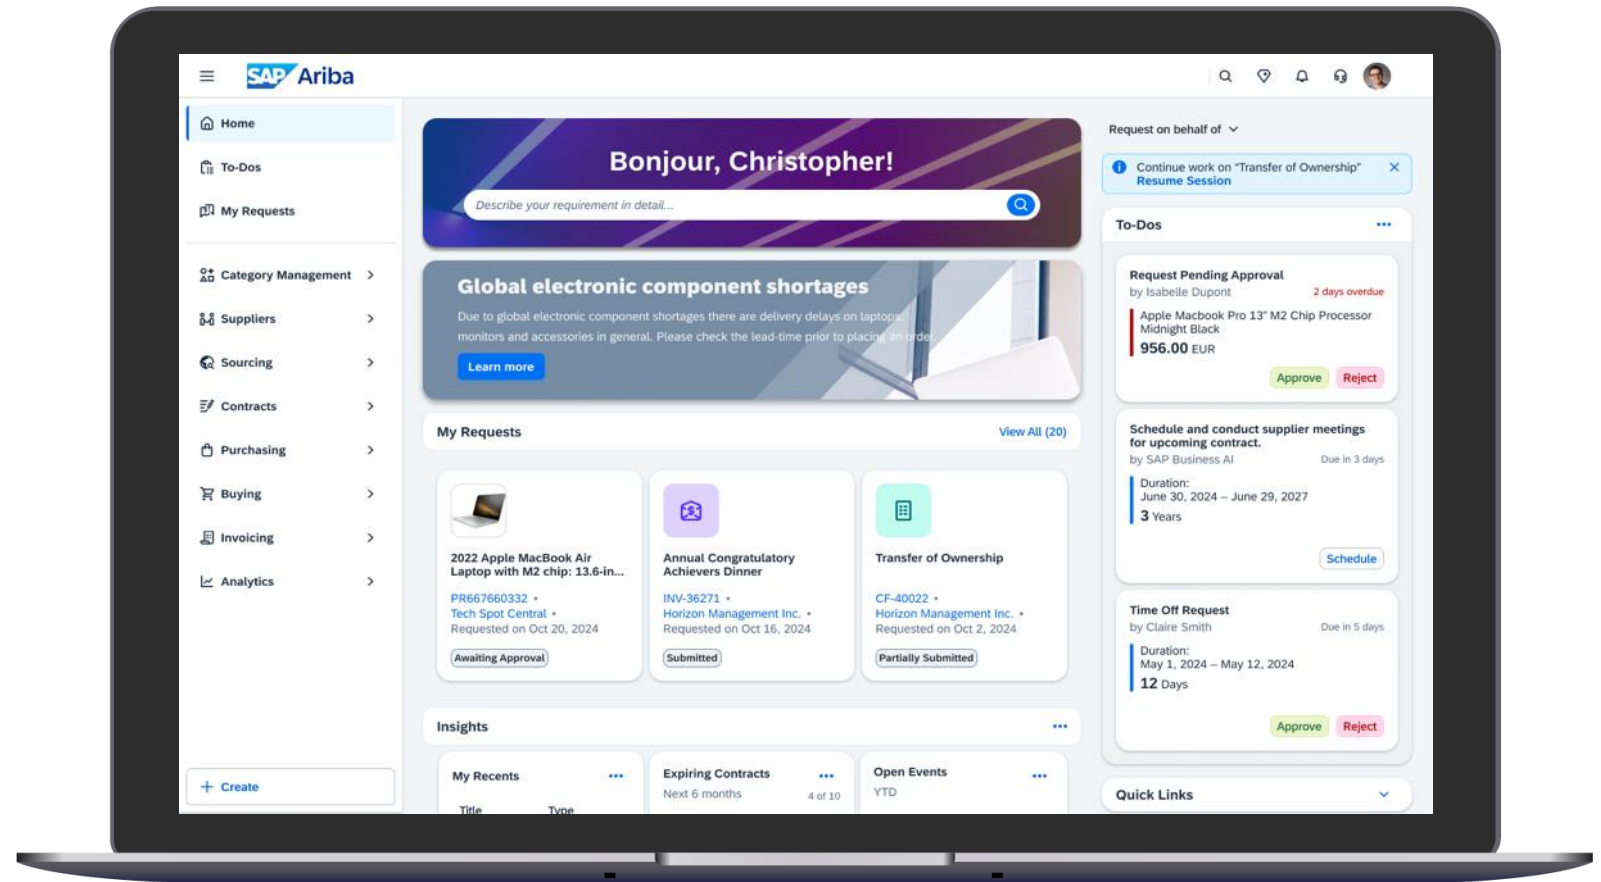 SAP Ariba
Home
To-Dos
My Requests
Category Management
Suppliers
Sourcing
Contracts
Purchasing
Buying
Invoicing
Analytics
+ Create
Bonjour, Christopher!
Describe your requirement in detail...
Global electronic component shortages
Due to global electronic component shortages there are delivery delays on laptops,
monitors and accessories in general. Please check the lead-time prior to placing an order.
Learn more
My Requests
View All (20)
2022 Apple MacBook Air
Laptop with M2 chip: 13.6-in...
PR667660332 •
Tech Spot Central •
Requested on Oct 20, 2024
Awaiting Approval
Annual Congratulatory
Achievers Dinner
INV-36271 •
Horizon Management Inc. •
Requested on Oct 16, 2024
Submitted
Transfer of Ownership
CF-40022 •
Horizon Management Inc. •
Requested on Oct 2, 2024
Partially Submitted
Insights
My Recents
Title Type
Expiring Contracts
Next 6 months 4 of 10
Open Events
YTD
Request on behalf of
Continue work on "Transfer of Ownership"
Resume Session
To-Dos
Request Pending Approval
by Isabelle Dupont 2 days overdue
Apple Macbook Pro 13" M2 Chip Processor
Midnight Black
956.00 EUR
Approve Reject
Schedule and conduct supplier meetings
for upcoming contract.
by SAP Business AI Due in 3 days
Duration:
June 30, 2024 – June 29, 2027
3 Years
Schedule
Time Off Request
by Claire Smith Due in 5 days
Duration:
May 1, 2024 – May 12, 2024
12 Days
Approve Reject
Quick Links